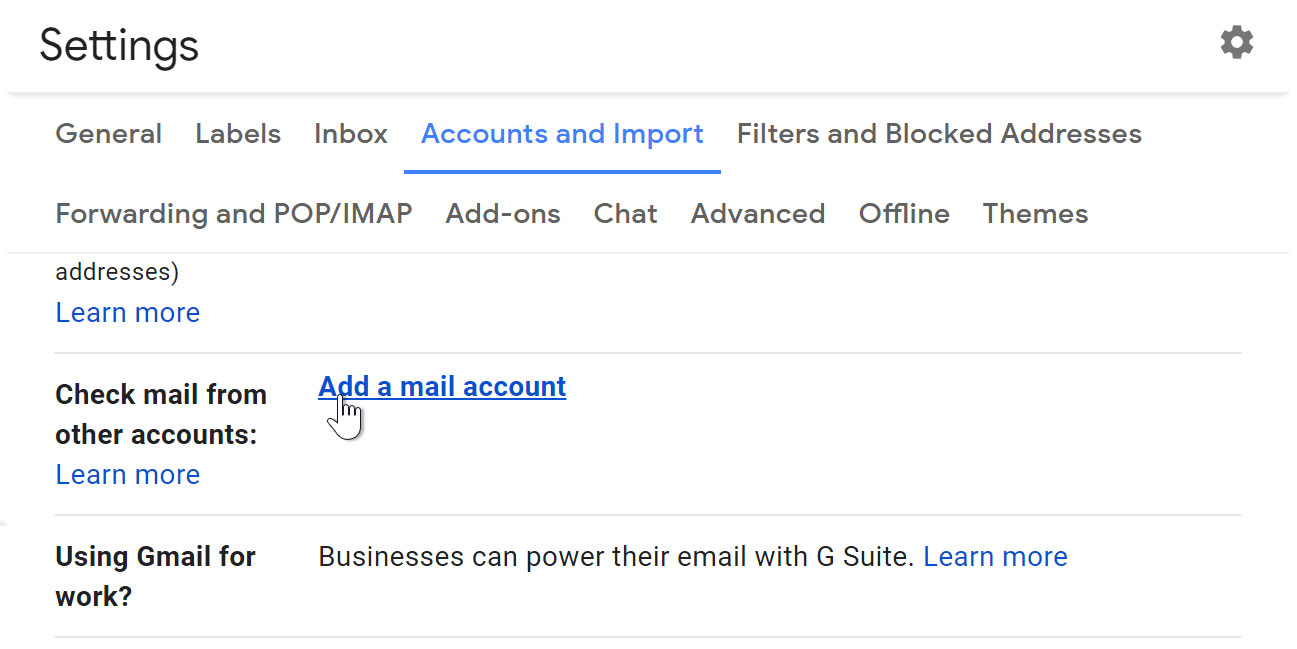 Settings
General Labels Inbox Accounts and Import Filters and Blocked Addresses
Forwarding and POP/IMAP Add-ons Chat Advanced Offline Themes
addresses)
Learn more
Check mail from Add a mail account
other accounts:
Learn more
Using Gmail for Businesses can power their email with G Suite. Learn more
work?